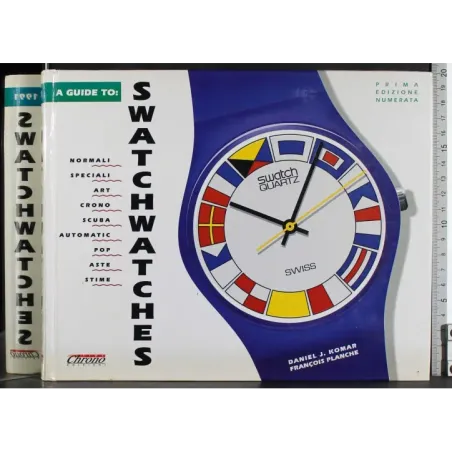 A GUIDE TO:
SWATCHWATCHES
NORMALI
SPECIALI
ART
CRONO
SCUBA
AUTOMATIC
POP
ASTE
STIME
PRIMA
EDIZIONE
NUMERATA
swatch
QUARTZ
SWISS
DANIEL J. KOMAR
FRANÇOIS PLANCHE
Chrono
1991
SWATCHWATCHES